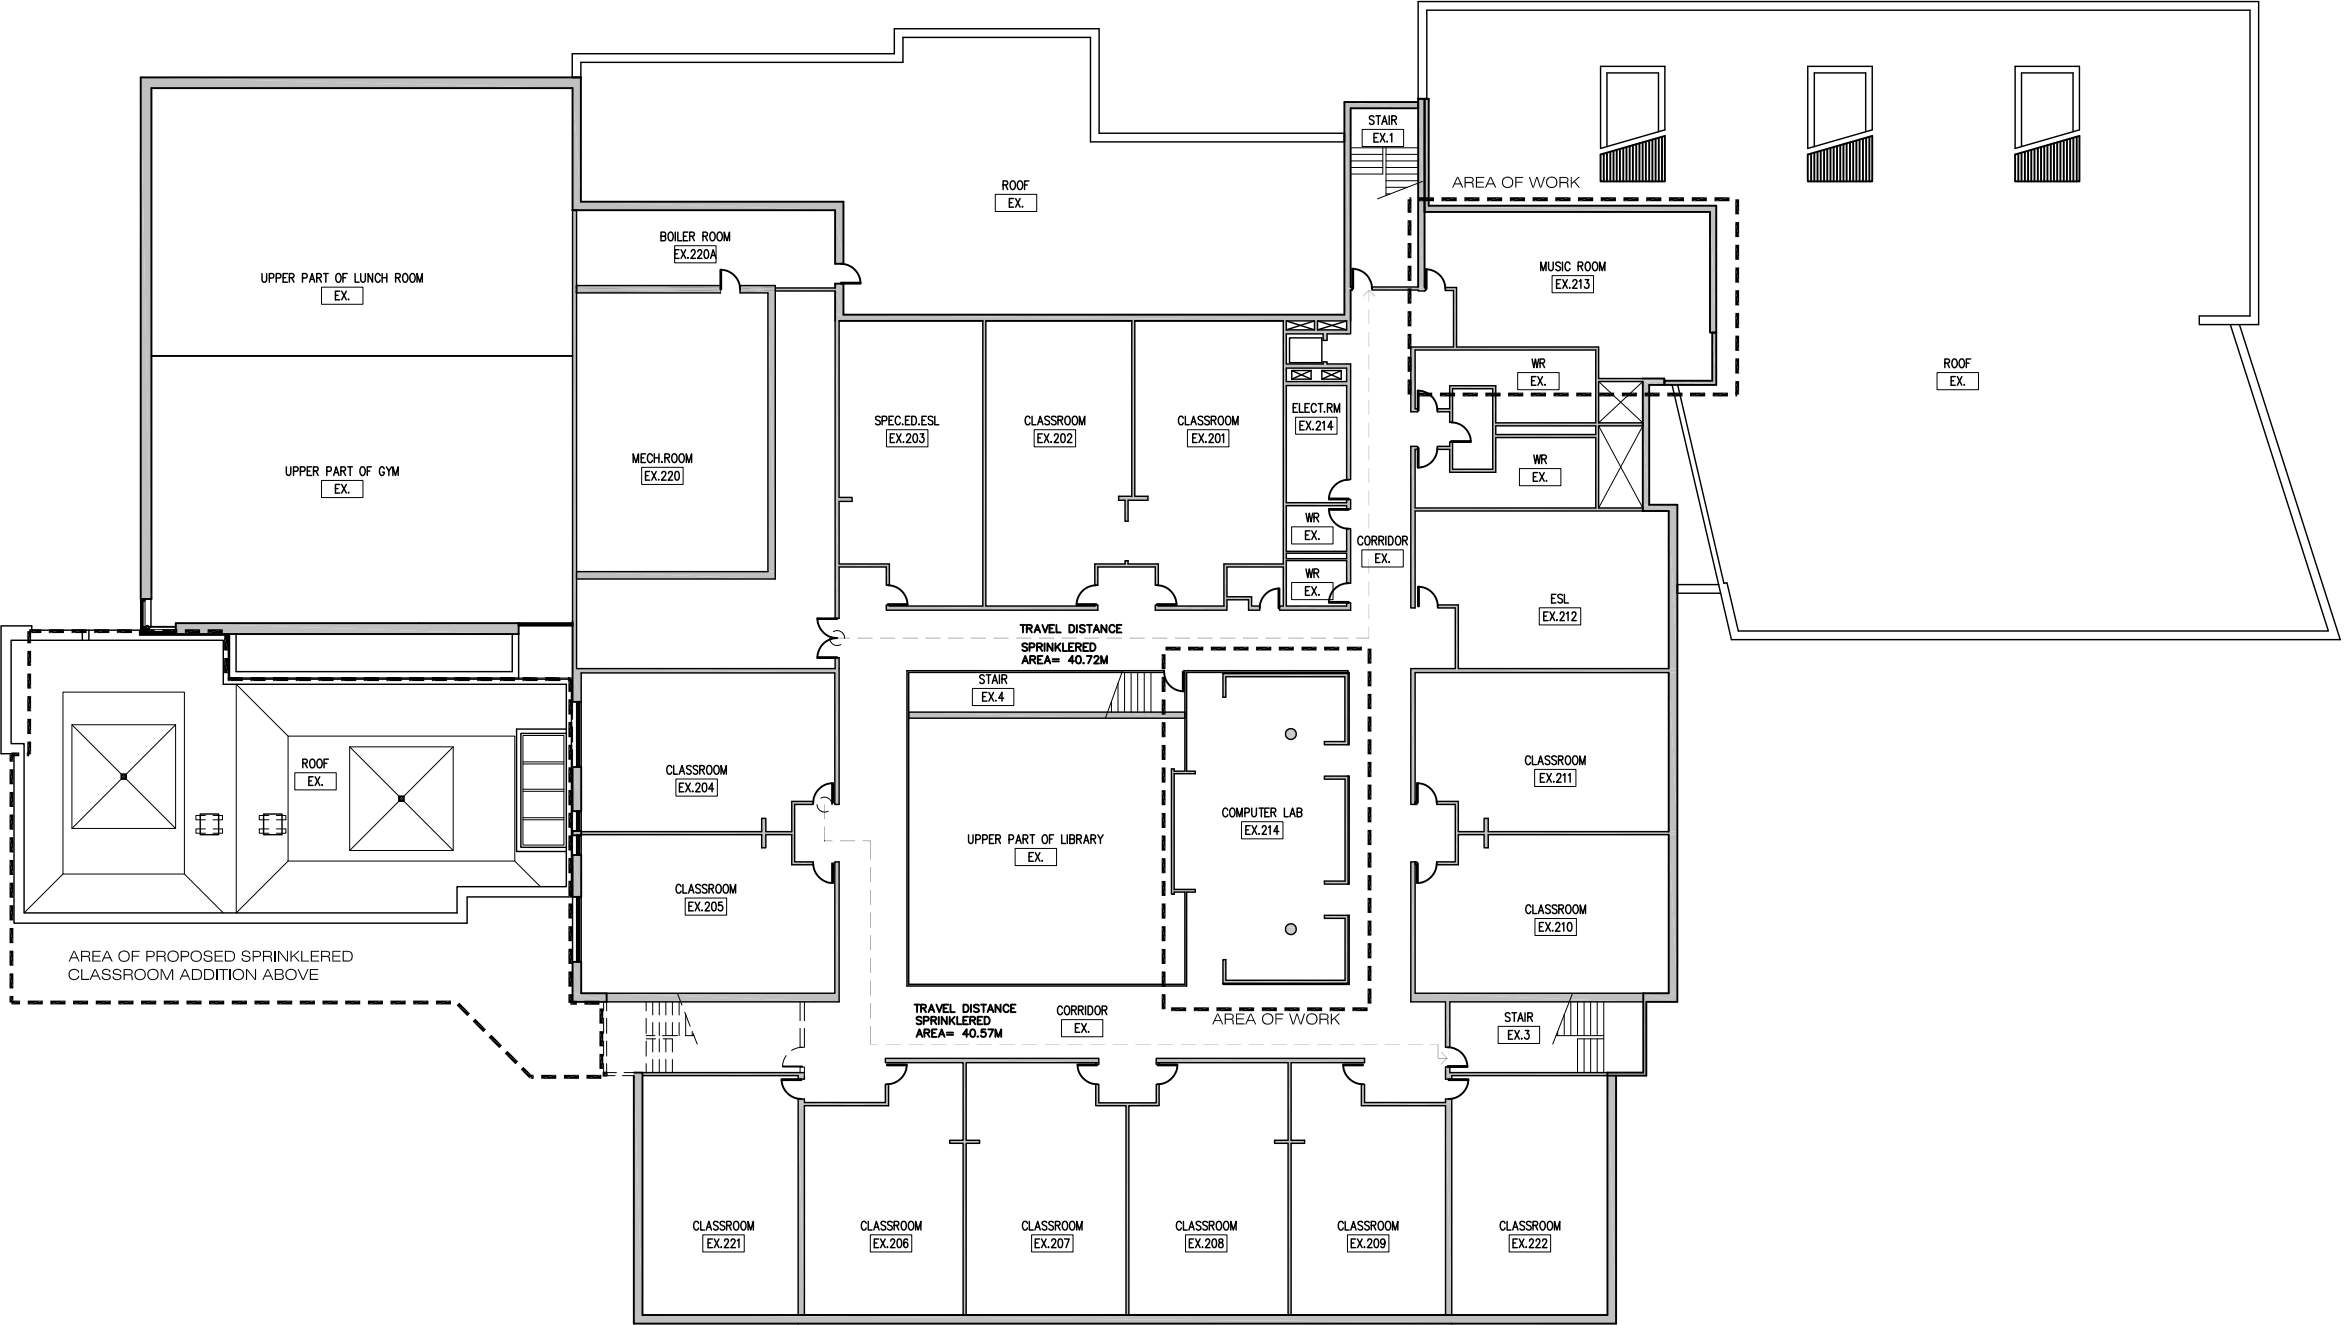 STAIR
EX.1
AREA OF WORK
ROOF
EX.
BOILER ROOM
EX.220A
MUSIC ROOM
EX.213
UPPER PART OF LUNCH ROOM
EX.
ROOF
EX.
WR
EX.
SPEC.ED.ESL
EX.203
CLASSROOM
EX.202
CLASSROOM
EX.201
ELECT.RM
EX.214
UPPER PART OF GYM
EX.
MECH.ROOM
EX.220
WR
EX.
WR
EX.
CORRIDOR
EX.
WR
EX.
ESL
EX.212
TRAVEL DISTANCE
SPRINKLERED
AREA= 40.72M
STAIR
EX.4
ROOF
EX.
CLASSROOM
EX.204
CLASSROOM
EX.211
COMPUTER LAB
EX.214
UPPER PART OF LIBRARY
EX.
CLASSROOM
EX.205
CLASSROOM
EX.210
AREA OF PROPOSED SPRINKLERED
CLASSROOM ADDITION ABOVE
TRAVEL DISTANCE
SPRINKLERED
AREA= 40.57M
CORRIDOR
EX.
AREA OF WORK
STAIR
EX.3
CLASSROOM
EX.221
CLASSROOM
EX.206
CLASSROOM
EX.207
CLASSROOM
EX.208
CLASSROOM
EX.209
CLASSROOM
EX.222